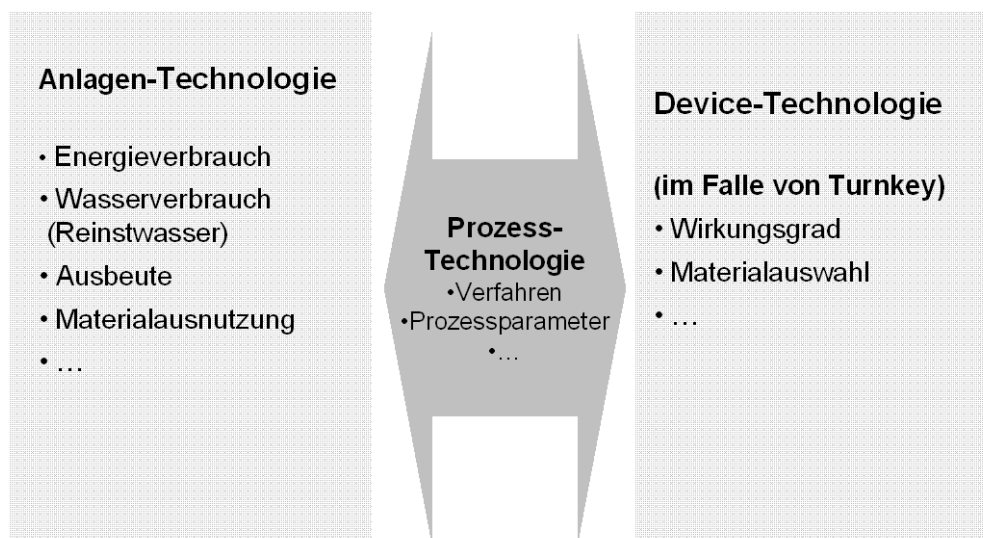 Anlagen-Technologie
• Energieverbrauch
• Wasserverbrauch
(Reinstwasser)
• Ausbeute
• Materialausnutzung
• ...
Prozess-
Technologie
•Verfahren
•Prozessparameter
•...
Device-Technologie
(im Falle von Turnkey)
• Wirkungsgrad
• Materialauswahl
• ...